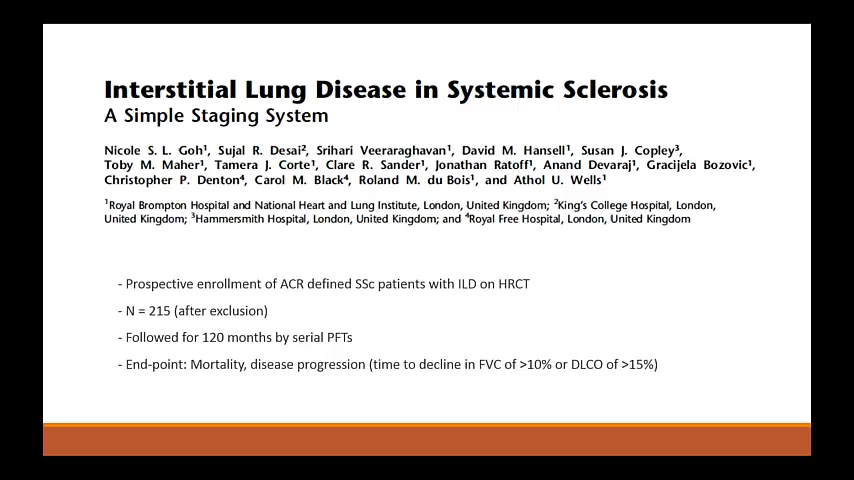 Interstitial Lung Disease in Systemic Sclerosis
A Simple Staging System
Nicole S. L. Goh¹, Sujal R. Desai², Srihari Veeraraghavan¹, David M. Hansell¹, Susan J. Copley³,
Toby M. Maher¹, Tamera J. Corte¹, Clare R. Sander¹, Jonathan Ratoff¹, Anand Devaraj¹, Gracijela Bozovic¹,
Christopher P. Denton⁴, Carol M. Black⁴, Roland M. du Bois¹, and Athol U. Wells¹
¹Royal Brompton Hospital and National Heart and Lung Institute, London, United Kingdom; ²King's College Hospital, London,
United Kingdom; ³Hammersmith Hospital, London, United Kingdom; and ⁴Royal Free Hospital, London, United Kingdom
- Prospective enrollment of ACR defined SSc patients with ILD on HRCT
- N = 215 (after exclusion)
- Followed for 120 months by serial PFTs
- End-point: Mortality, disease progression (time to decline in FVC of >10% or DLCO of >15%)